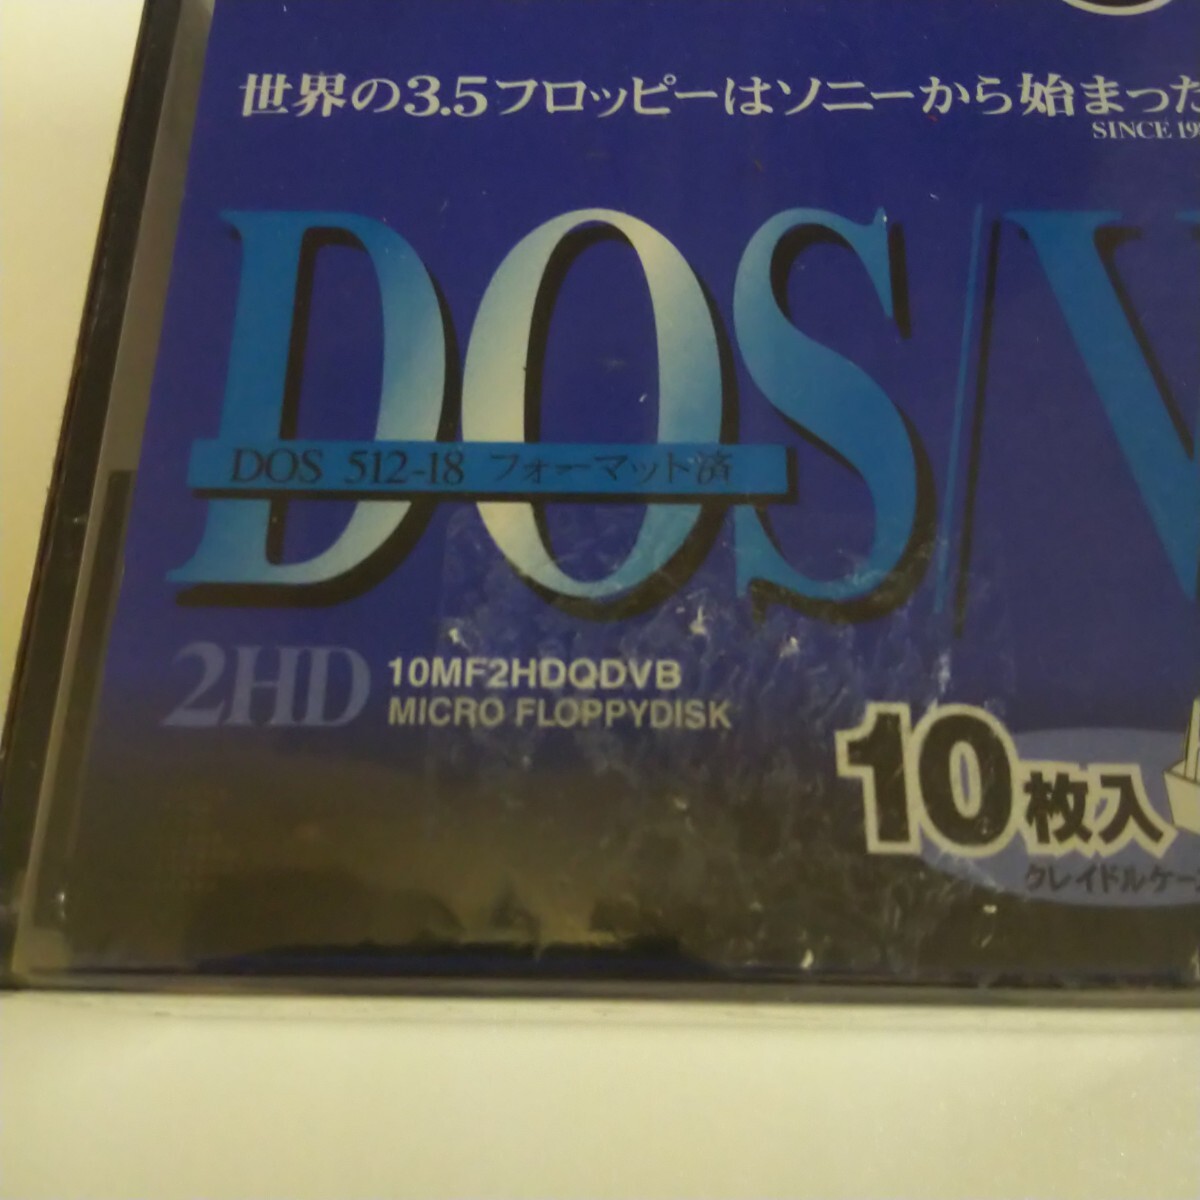 世界の3.5フロッピーはソニーから始まった
SINCE 19
DOS/V
DOS 512-18 フォーマット済
2HD
10MF2HDQDVB
MICRO FLOPPYDISK
10枚入
クレイドルケー